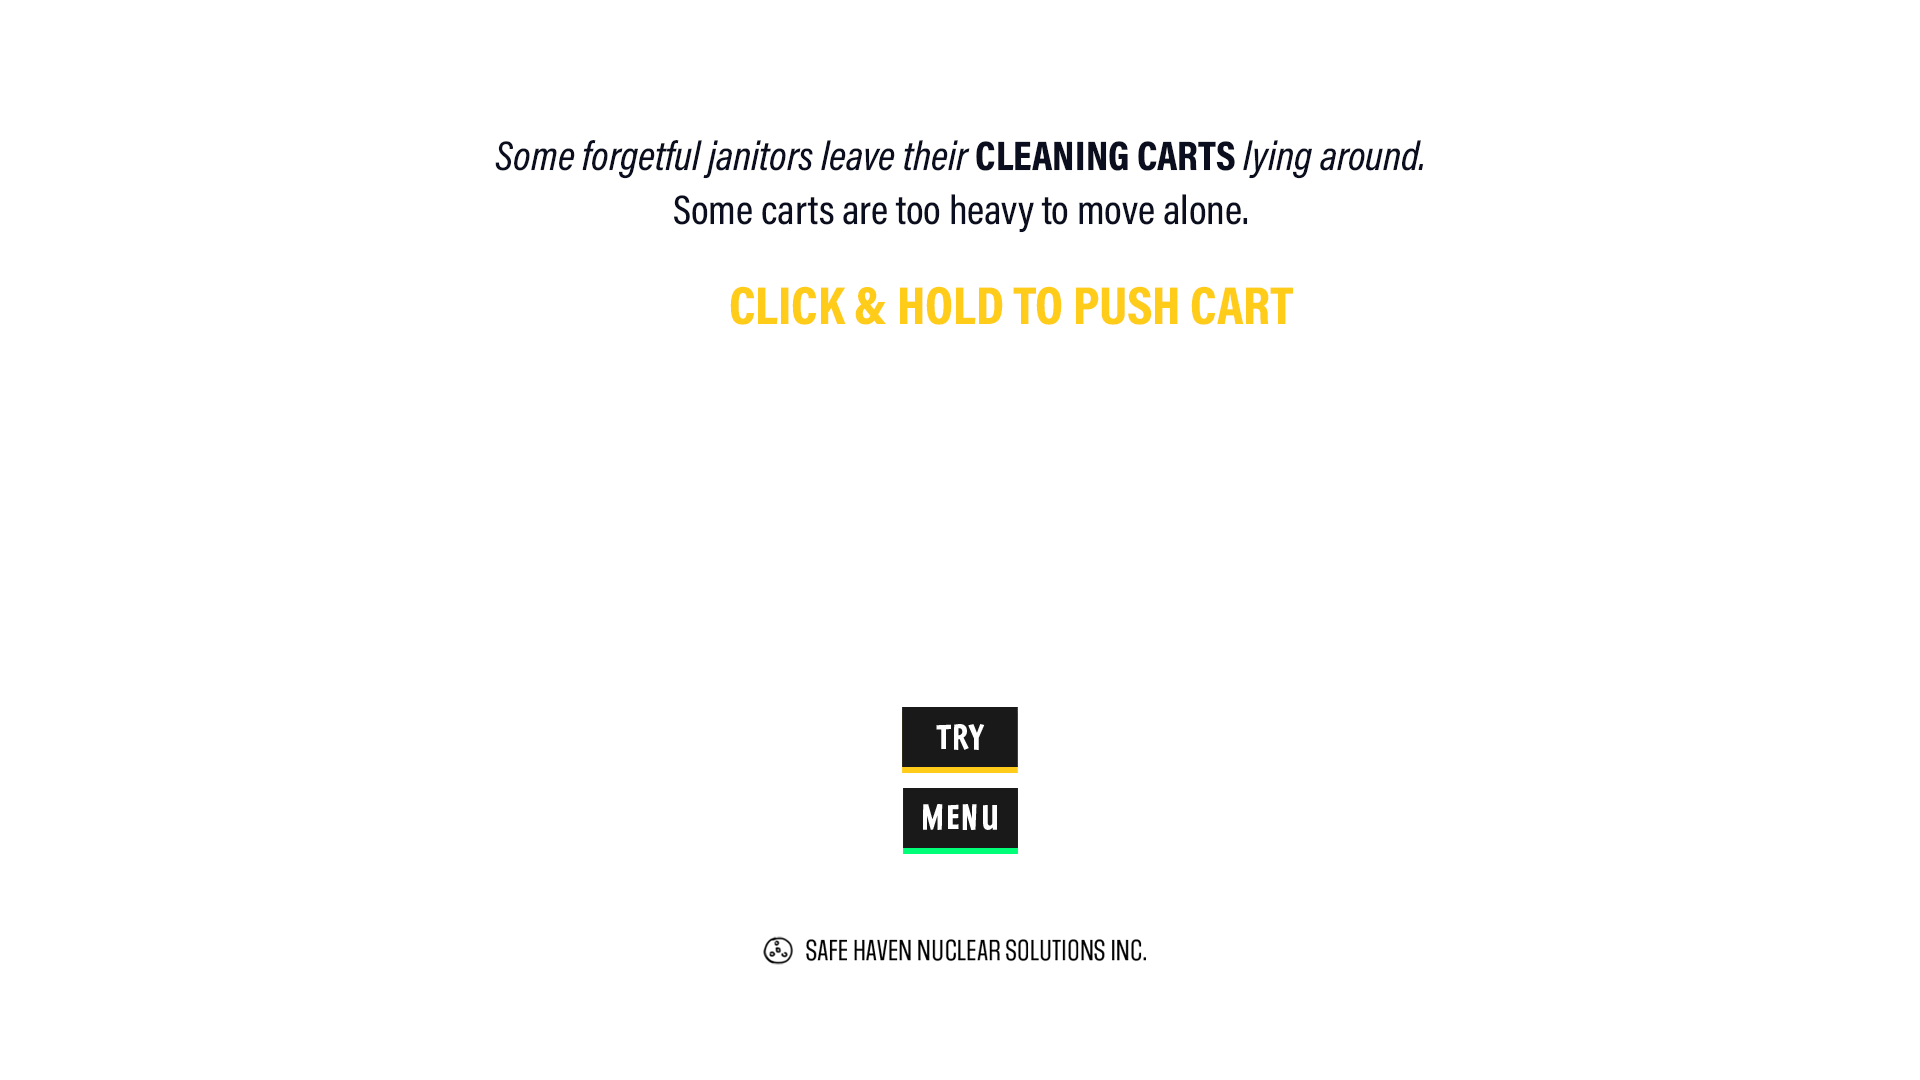 Some forgetful janitors leave their CLEANING CARTS lying around.
Some carts are too heavy to move alone.
CLICK & HOLD TO PUSH CART
TRY
MENU
SAFE HAVEN NUCLEAR SOLUTIONS INC.